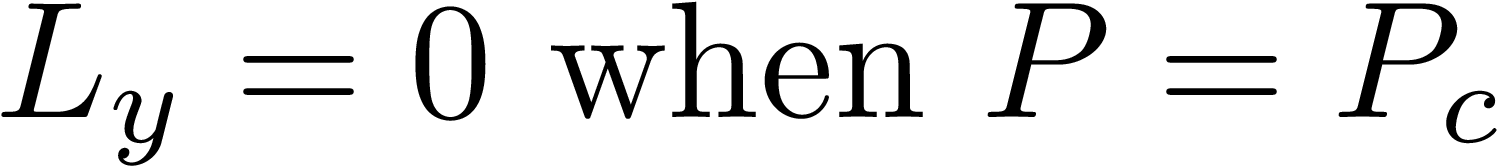 L_y = 0 when P = P_c